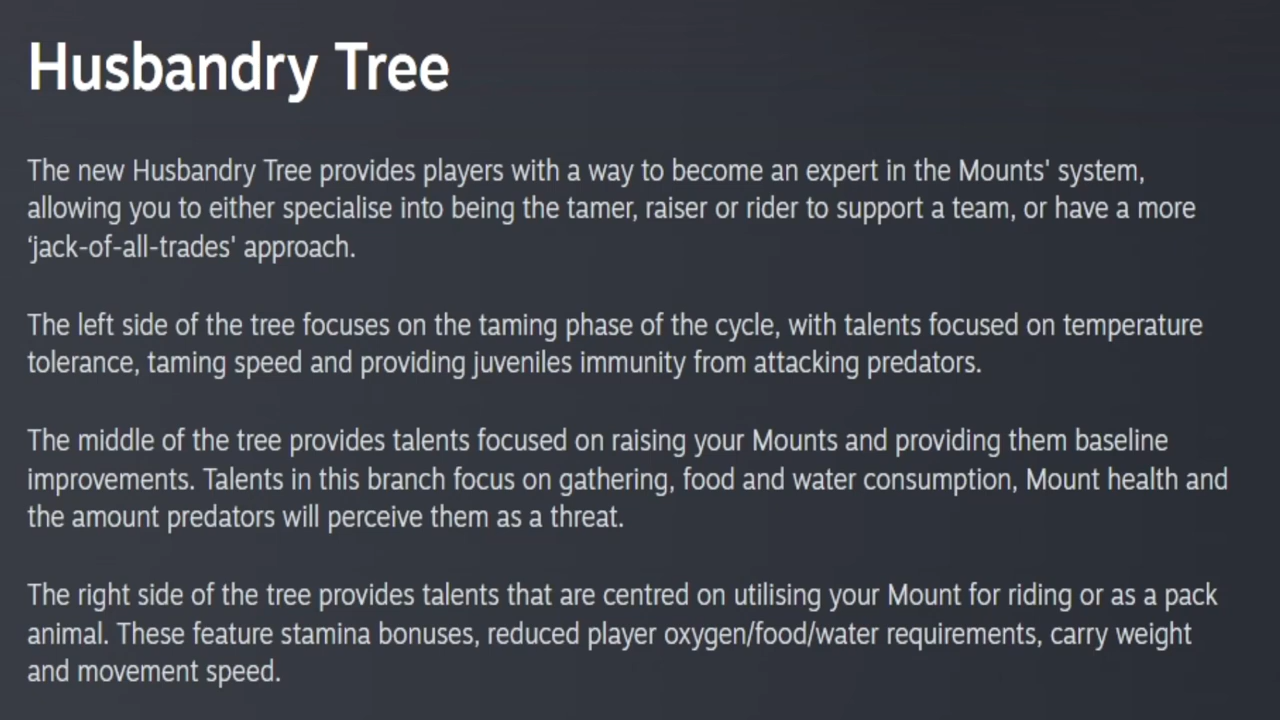 Husbandry Tree
The new Husbandry Tree provides players with a way to become an expert in the Mounts' system,
allowing you to either specialise into being the tamer, raiser or rider to support a team, or have a more
‘jack-of-all-trades' approach.
The left side of the tree focuses on the taming phase of the cycle, with talents focused on temperature
tolerance, taming speed and providing juveniles immunity from attacking predators.
The middle of the tree provides talents focused on raising your Mounts and providing them baseline
improvements. Talents in this branch focus on gathering, food and water consumption, Mount health and
the amount predators will perceive them as a threat.
The right side of the tree provides talents that are centred on utilising your Mount for riding or as a pack
animal. These feature stamina bonuses, reduced player oxygen/food/water requirements, carry weight
and movement speed.